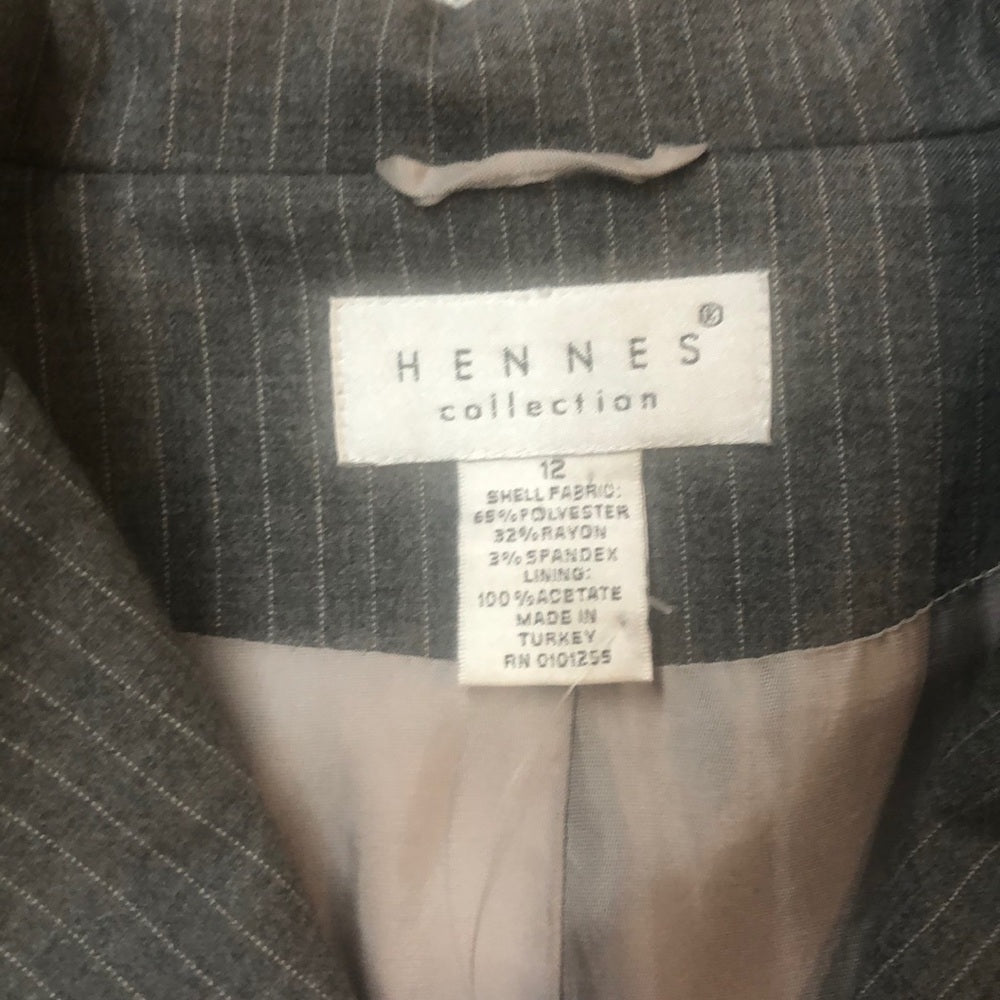 HENNES®
collection
12
SHELL FABRIC:
65%POLYESTER
32%RAYON
3%SPANDEX
LINING:
100%ACETATE
MADE IN
TURKEY
RN 0101255